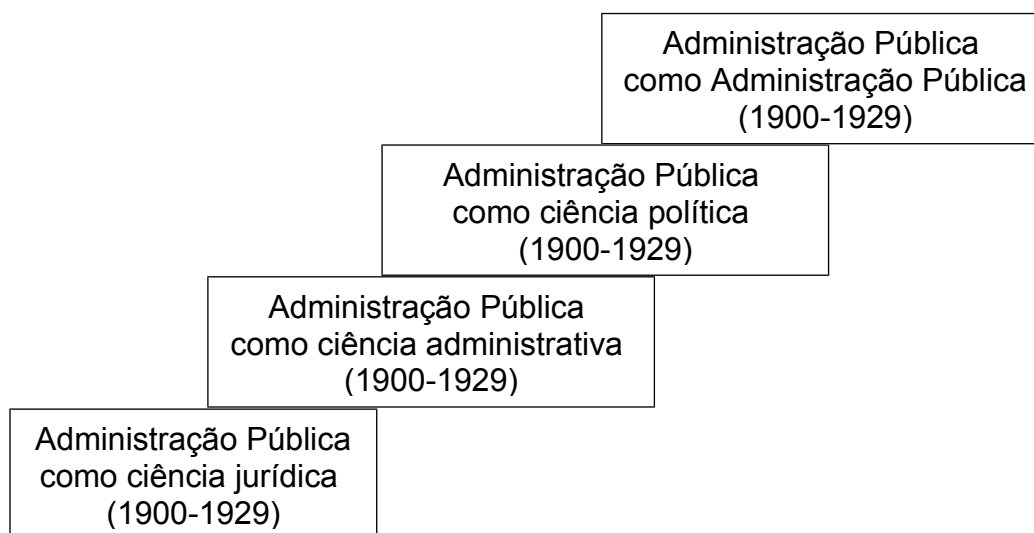 Administração Pública
como Administração Pública
(1900-1929)
Administração Pública
como ciência política
(1900-1929)
Administração Pública
como ciência administrativa
(1900-1929)
Administração Pública
como ciência jurídica
(1900-1929)